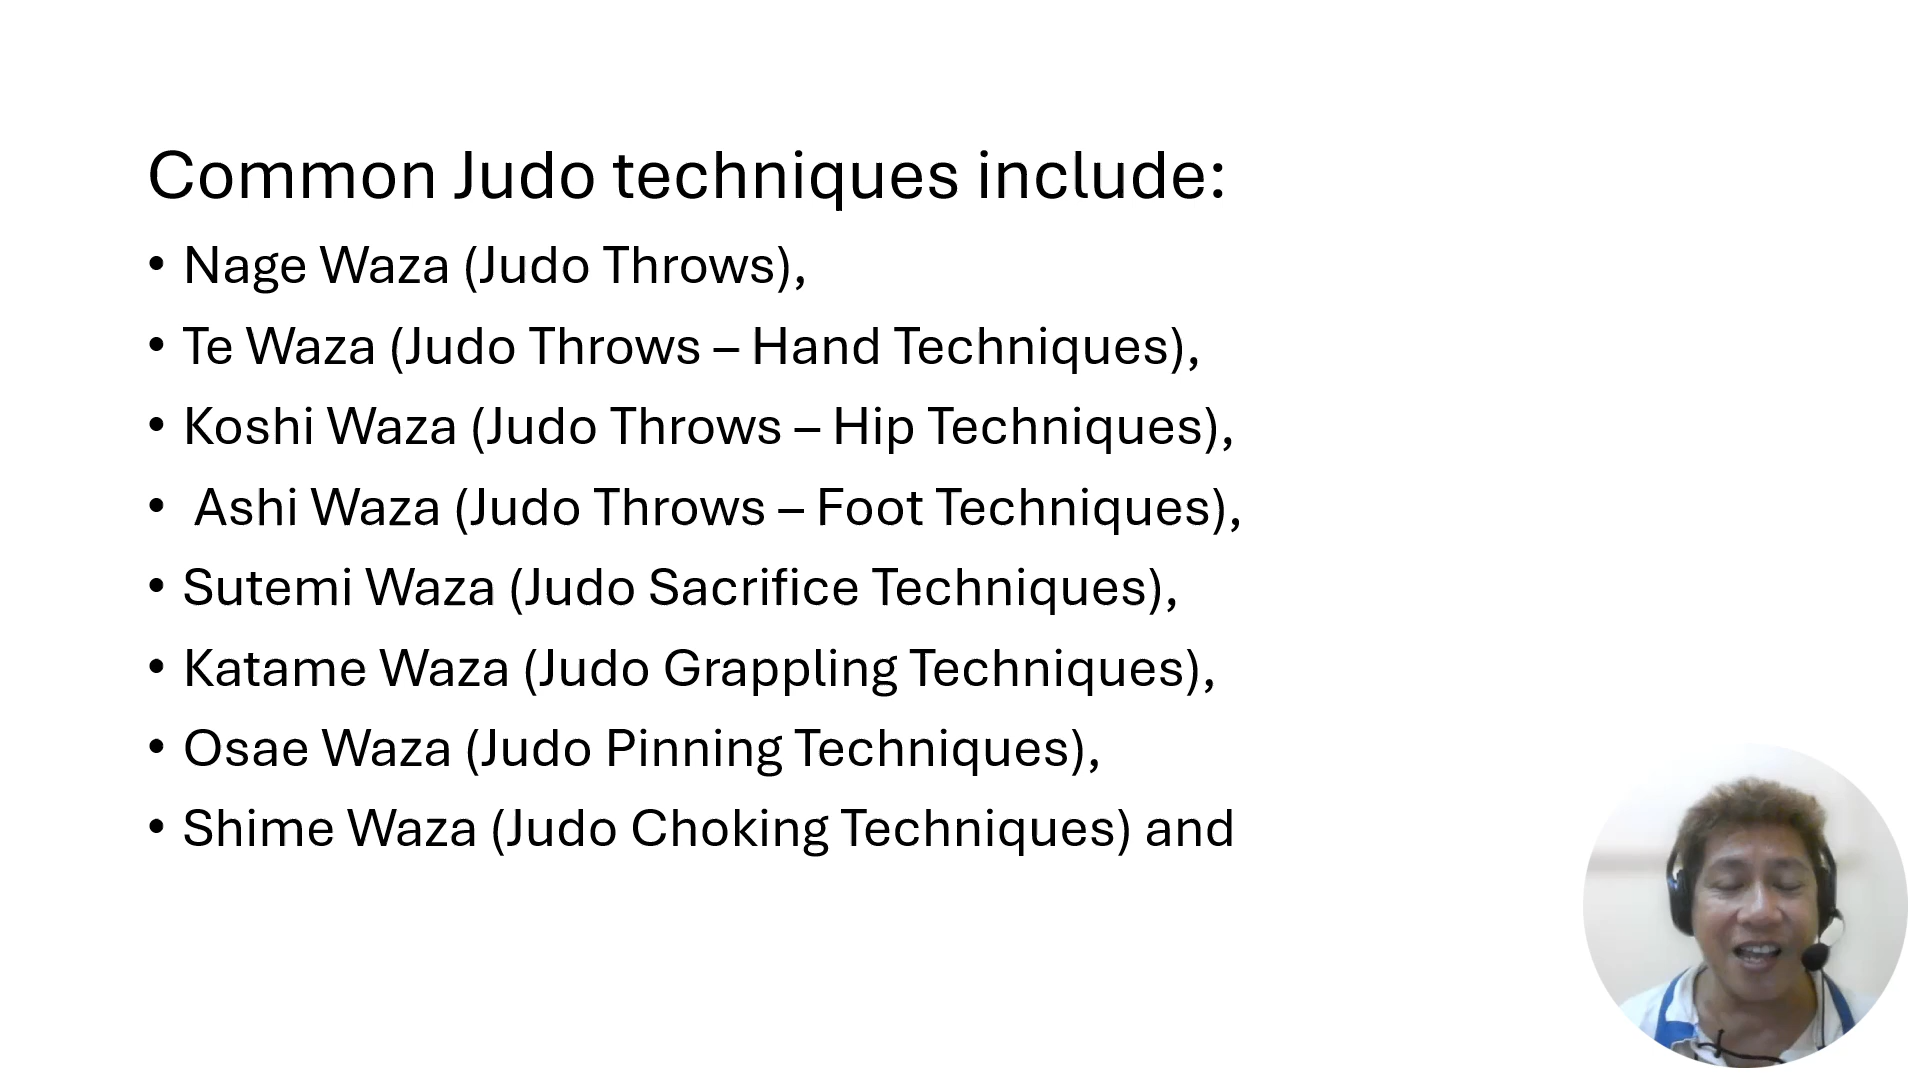 Common Judo techniques include:
• Nage Waza (Judo Throws),
• Te Waza (Judo Throws – Hand Techniques),
• Koshi Waza (Judo Throws – Hip Techniques),
• Ashi Waza (Judo Throws – Foot Techniques),
• Sutemi Waza (Judo Sacrifice Techniques),
• Katame Waza (Judo Grappling Techniques),
• Osae Waza (Judo Pinning Techniques),
• Shime Waza (Judo Choking Techniques) and